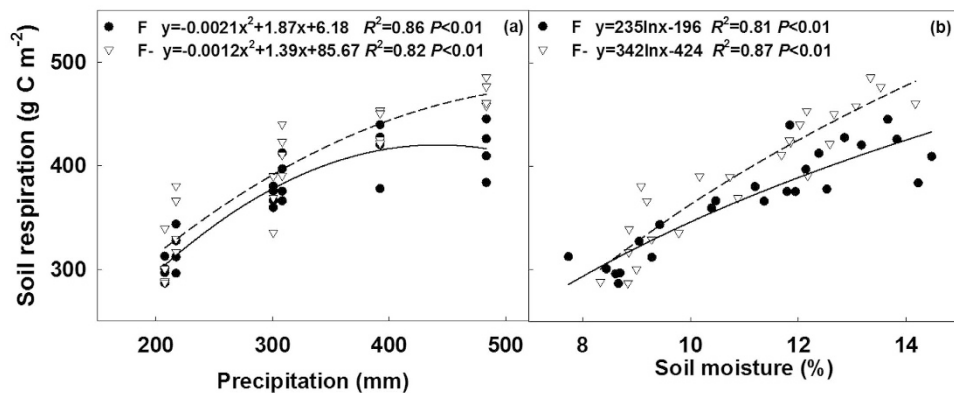 F y=-0.0021x²+1.87x+6.18 R²=0.86 P<0.01 (a)
F- y=-0.0012x²+1.39x+85.67 R²=0.82 P<0.01
F y=235lnx-196 R²=0.81 P<0.01 (b)
F- y=342lnx-424 R²=0.87 P<0.01
Soil respiration (g C m⁻²)
500
400
300
200 300 400 500
Precipitation (mm)
8 10 12 14
Soil moisture (%)